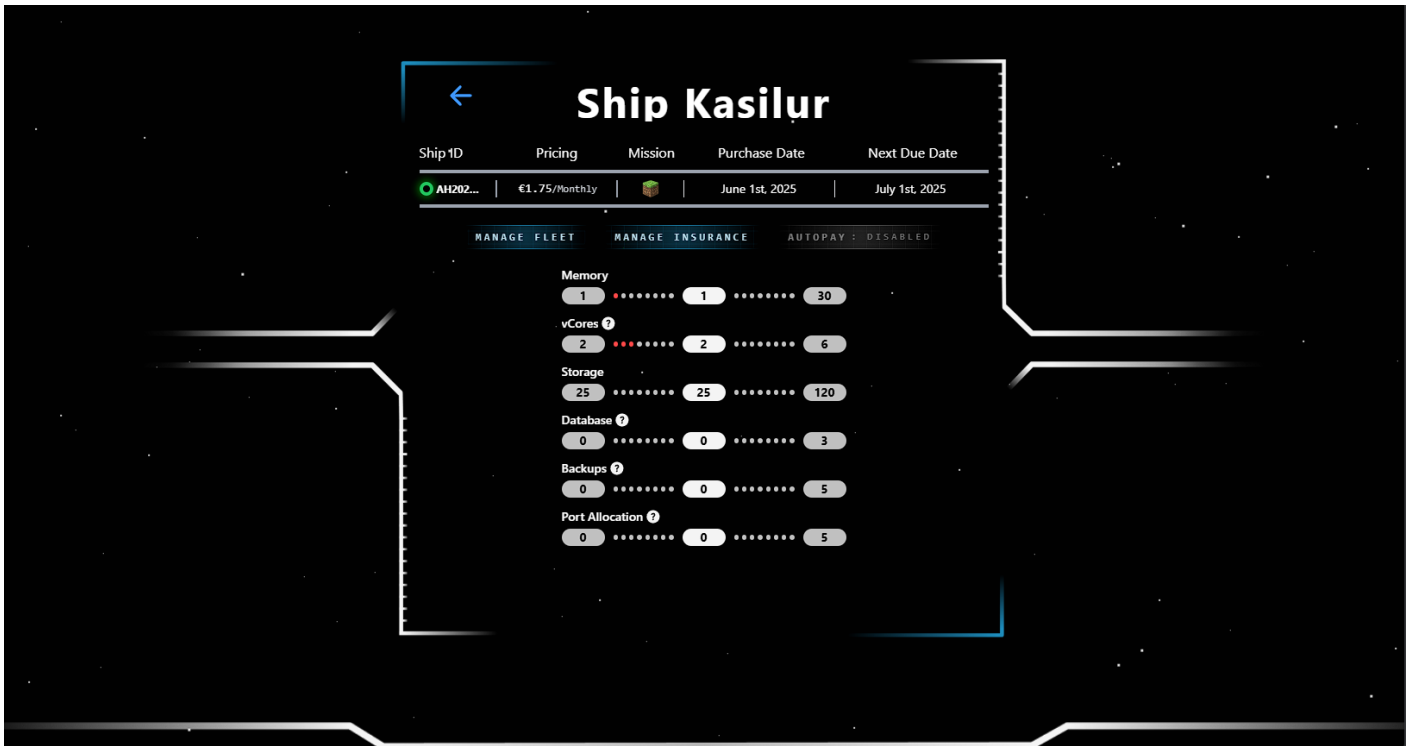 Ship Kasilur
Ship ID Pricing Mission Purchase Date Next Due Date
AH202... €1.75/Monthly June 1st, 2025 July 1st, 2025
MANAGE FLEET MANAGE INSURANCE AUTOPAY: DISABLED
Memory
1 1 30
vCores ?
2 2 6
Storage
25 25 120
Database ?
0 0 3
Backups ?
0 0 5
Port Allocation ?
0 0 5